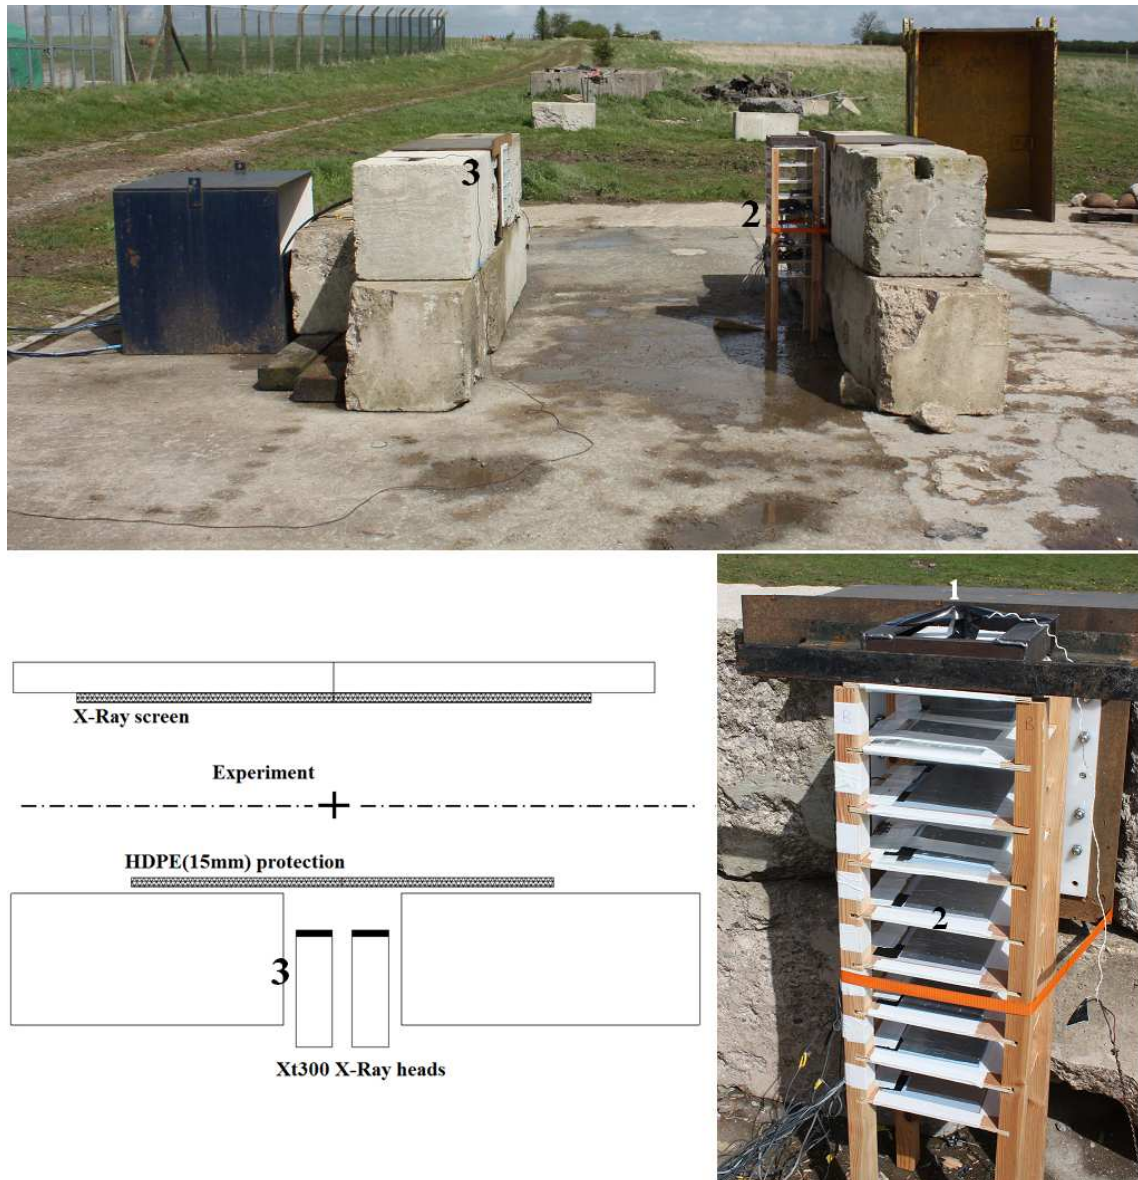 3
2
X-Ray screen
Experiment
HDPE(15mm) protection
3
Xt300 X-Ray heads
1
B
B
2